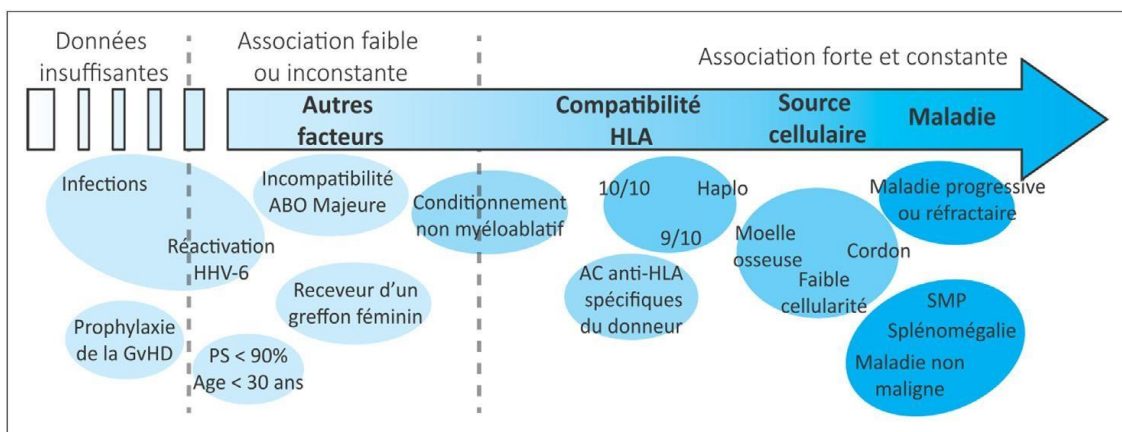 Données
insuffisantes
Association faible
ou inconstante
Association forte et constante
Autres
facteurs
Compatibilité
HLA
Source
cellulaire
Maladie
Infections
Réactivation
HHV-6
Prophylaxie
de la GvHD
Incompatibilité
ABO Majeure
Receveur d’un
greffon féminin
PS < 90%
Age < 30 ans
Conditionnement
non myéloablatif
10/10
Haplo
9/10
AC anti-HLA
spécifiques
du donneur
Moelle
osseuse
Cordon
Faible
cellularité
Maladie progressive
ou réfractaire
SMP
Splénomégalie
Maladie non
maligne